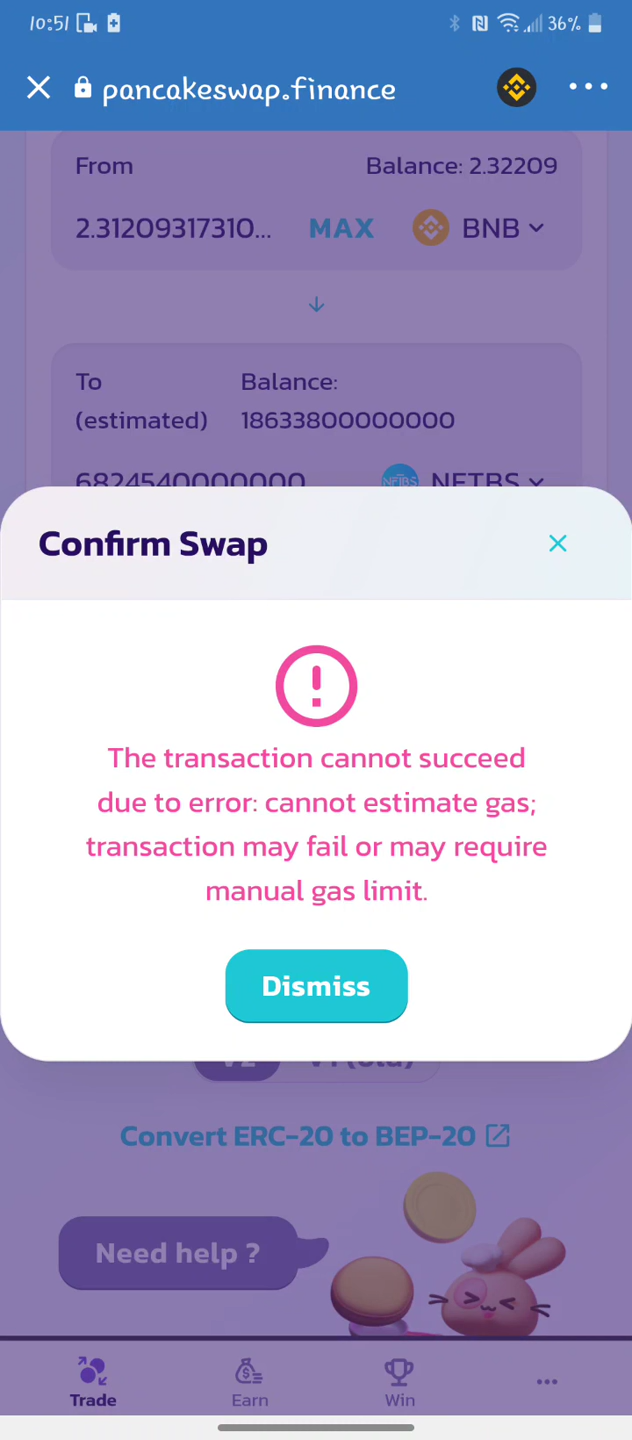 10:51
36%
pancakeswap.finance
From Balance: 2.32209
2.31209317310... MAX BNB
To Balance:
(estimated) 18633800000000
6824540000000 NFTBS
Confirm Swap
The transaction cannot succeed
due to error: cannot estimate gas;
transaction may fail or may require
manual gas limit.
Dismiss
V2 V1 (old)
Convert ERC-20 to BEP-20
Need help ?
Trade Earn Win